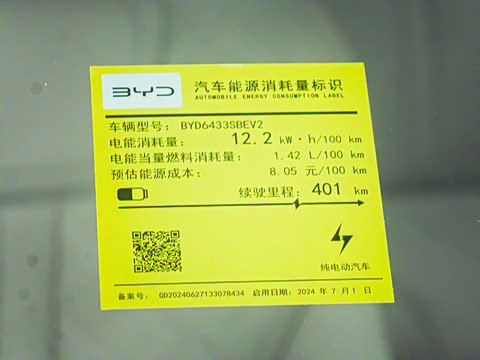 BYD 汽车能源消耗量标识
AUTOMOBILE ENERGY CONSUMPTION LABEL
车辆型号: BYD6433SBEV2
电能消耗量: 12.2 kW·h/100 km
电能当量燃料消耗量: 1.42 L/100 km
预估能源成本: 8.05 元/100 km
续驶里程: 401 km
纯电动汽车
备案号: GD20240627133078434 启用日期: 2024 年 7 月 1 日